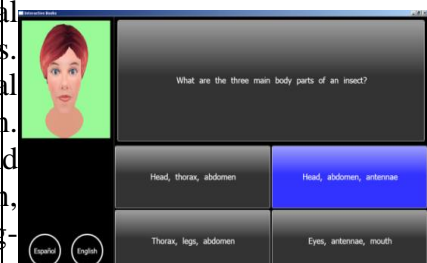 Interactive Books
What are the three main body parts of an insect?
Head, thorax, abdomen
Head, abdomen, antennae
Thorax, legs, abdomen
Eyes, antennae, mouth
Español
English